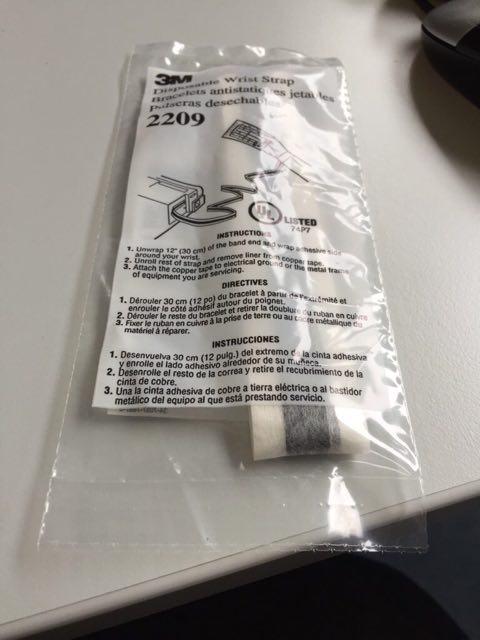 3M
Disposable Wrist Strap
Bracelets antistatiques jetables
Pulseras desechables
2209
UL LISTED
74P7
INSTRUCTIONS
1. Unwrap 12" (30 cm) of the band end and wrap adhesive side
around your wrist.
2. Unroll rest of strap and remove liner from copper tape.
3. Attach the copper tape to electrical ground or the metal frame
of equipment you are servicing.
DIRECTIVES
1. Dérouler 30 cm (12 po) du bracelet à partir de l'extrémité et
enrouler le côté adhésif autour du poignet.
2. Dérouler le reste du bracelet et retirer la doublure du ruban en cuivre
3. Fixer le ruban en cuivre à la prise de terre ou au cadre métallique du
matériel à réparer.
INSTRUCCIONES
1. Desenvuelva 30 cm (12 pulg.) del extremo de la cinta adhesiva
y enrolle el lado adhesivo alrededor de su muñeca.
2. Desenrolle el resto de la correa y retire el recubrimiento de la
cinta de cobre.
3. Una la cinta adhesiva de cobre a tierra eléctrica o al bastidor
metálico del equipo al que está prestando servicio.